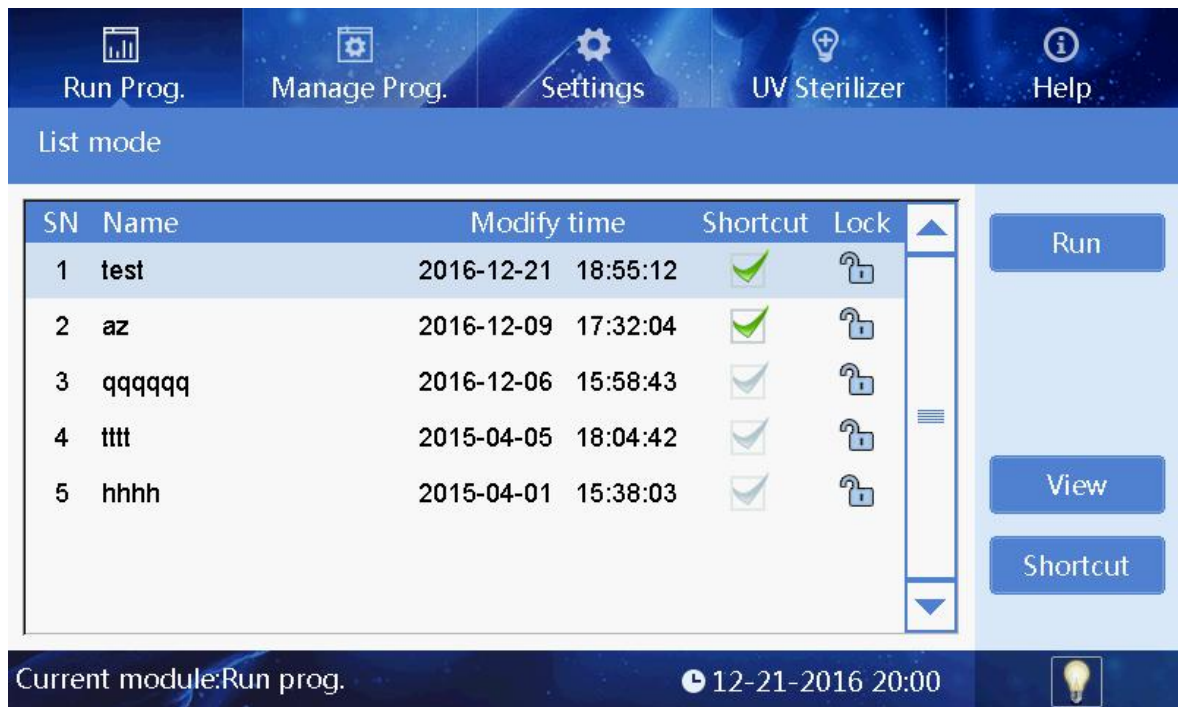 Run Prog. Manage Prog. Settings UV Sterilizer Help
List mode
SN Name Modify time Shortcut Lock
1 test 2016-12-21 18:55:12
2 az 2016-12-09 17:32:04
3 qqqqqq 2016-12-06 15:58:43
4 tttt 2015-04-05 18:04:42
5 hhhh 2015-04-01 15:38:03
Run
View
Shortcut
Current module:Run prog. 12-21-2016 20:00